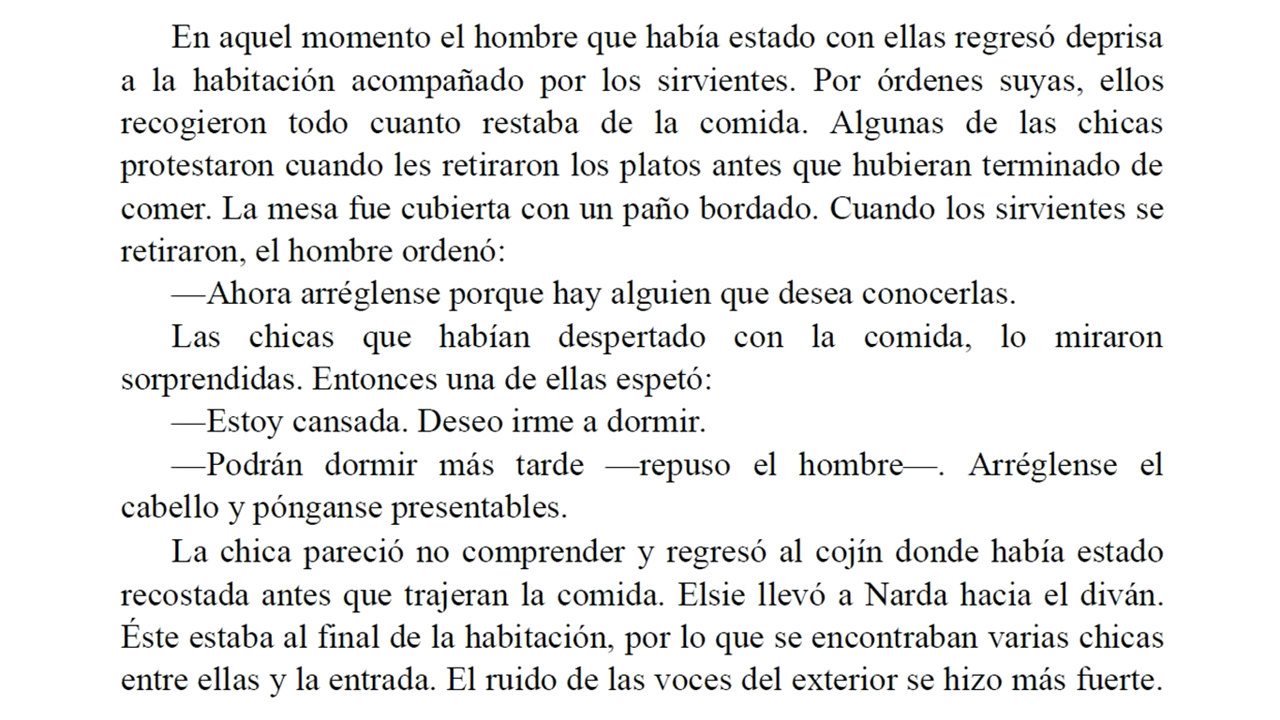 En aquel momento el hombre que había estado con ellas regresó deprisa
a la habitación acompañado por los sirvientes. Por órdenes suyas, ellos
recogieron todo cuanto restaba de la comida. Algunas de las chicas
protestaron cuando les retiraron los platos antes que hubieran terminado de
comer. La mesa fue cubierta con un paño bordado. Cuando los sirvientes se
retiraron, el hombre ordenó:
—Ahora arréglense porque hay alguien que desea conocerlas.
Las chicas que habían despertado con la comida, lo miraron
sorprendidas. Entonces una de ellas espetó:
—Estoy cansada. Deseo irme a dormir.
—Podrán dormir más tarde —repuso el hombre—. Arréglense el
cabello y pónganse presentables.
La chica pareció no comprender y regresó al cojín donde había estado
recostada antes que trajeran la comida. Elsie llevó a Narda hacia el diván.
Éste estaba al final de la habitación, por lo que se encontraban varias chicas
entre ellas y la entrada. El ruido de las voces del exterior se hizo más fuerte.